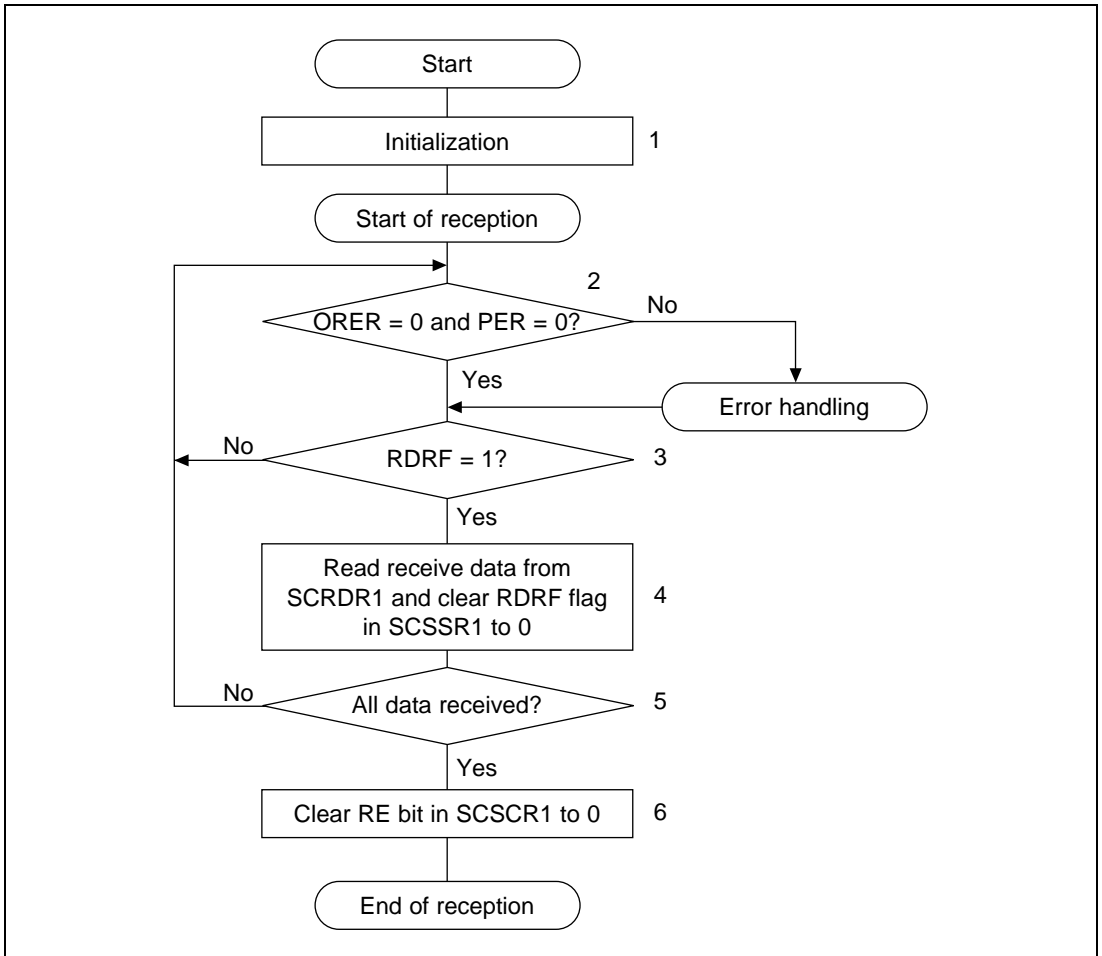 Start
Initialization
1
Start of reception
2
ORER = 0 and PER = 0?
No
Yes
Error handling
No
RDRF = 1?
3
Yes
Read receive data from
SCRDR1 and clear RDRF flag
in SCSSR1 to 0
4
No
All data received?
5
Yes
Clear RE bit in SCSCR1 to 0
6
End of reception